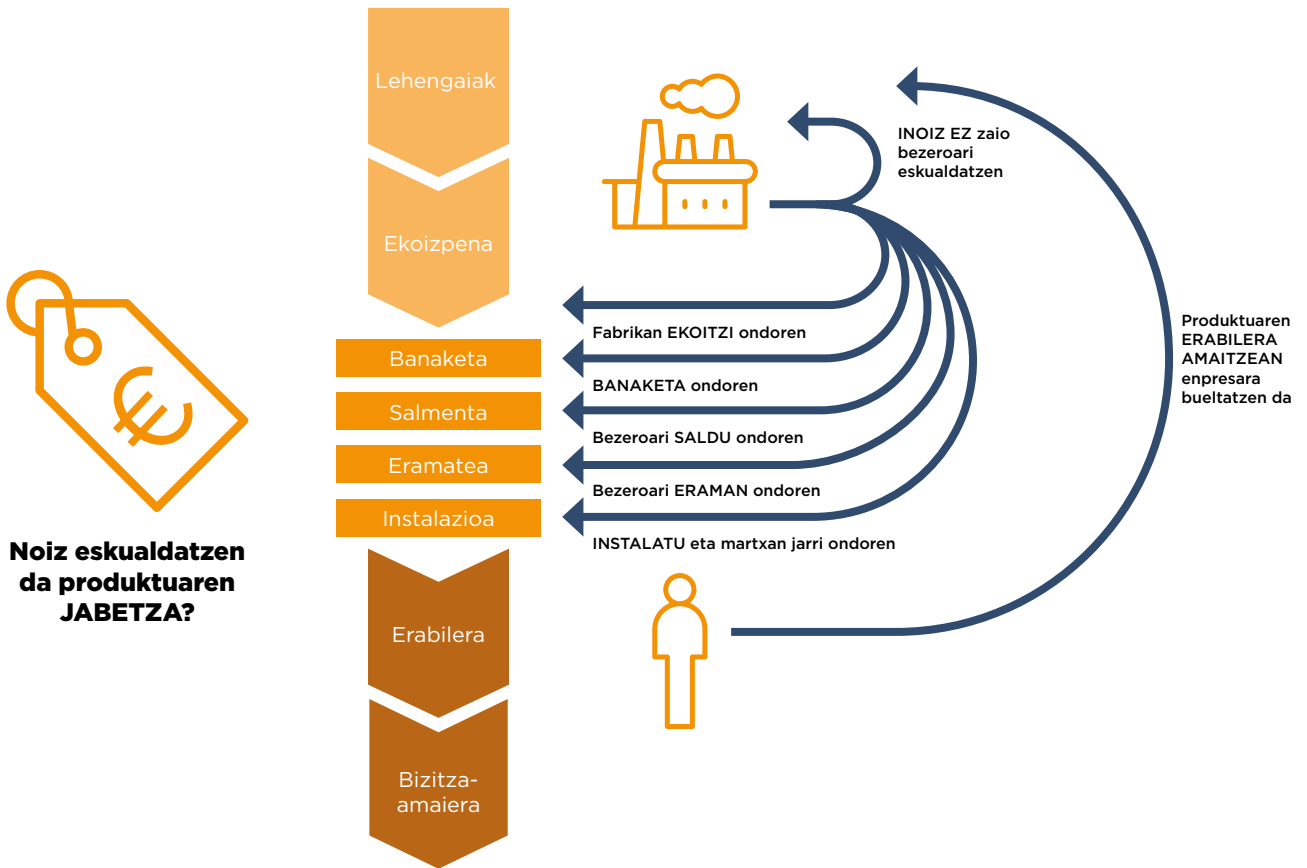 Lehengaiak
Ekoizpena
Banaketa
Salmenta
Eramatea
Instalazioa
Erabilera
Bizitza-
amaiera
Noiz eskualdatzen
da produktuaren
JABETZA?
INOIZ EZ zaio
bezeroari
eskualdatzen
Fabrikan EKOITZI ondoren
BANAKETA ondoren
Bezeroari SALDU ondoren
Bezeroari ERAMAN ondoren
INSTALATU eta martxan jarri ondoren
Produktuaren
ERABILERA
AMAITZEAN
enpresara
bueltatzen da